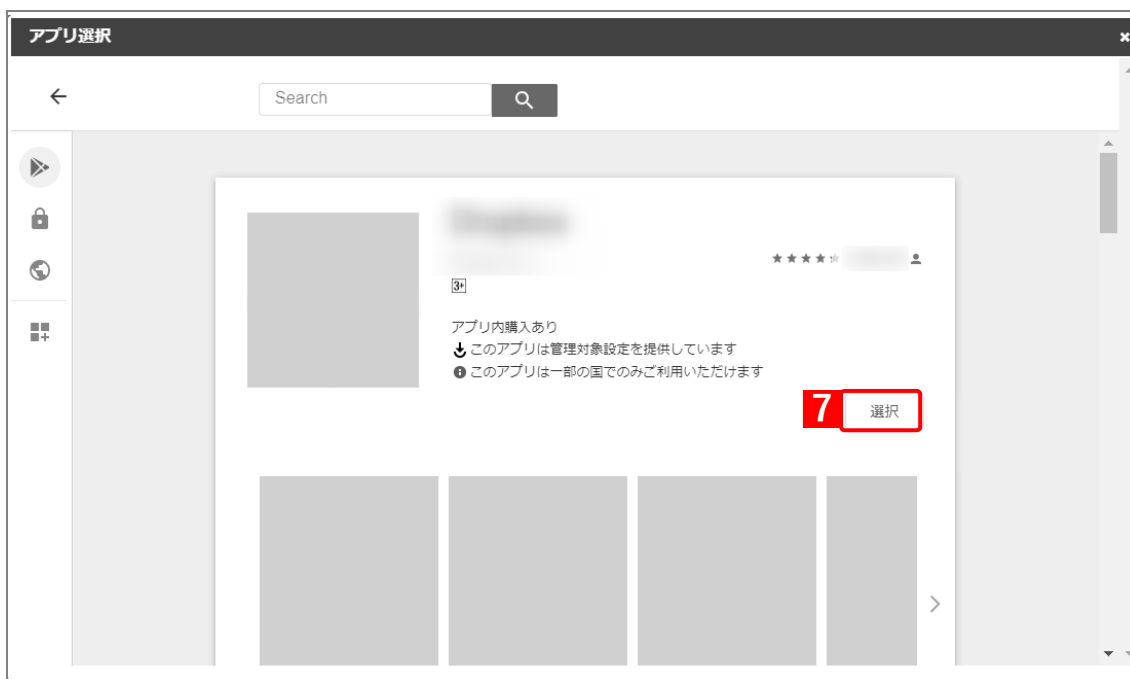 アプリ選択
Search
3+
アプリ内購入あり
このアプリは管理対象設定を提供しています
このアプリは一部の国でのみご利用いただけます
7 選択